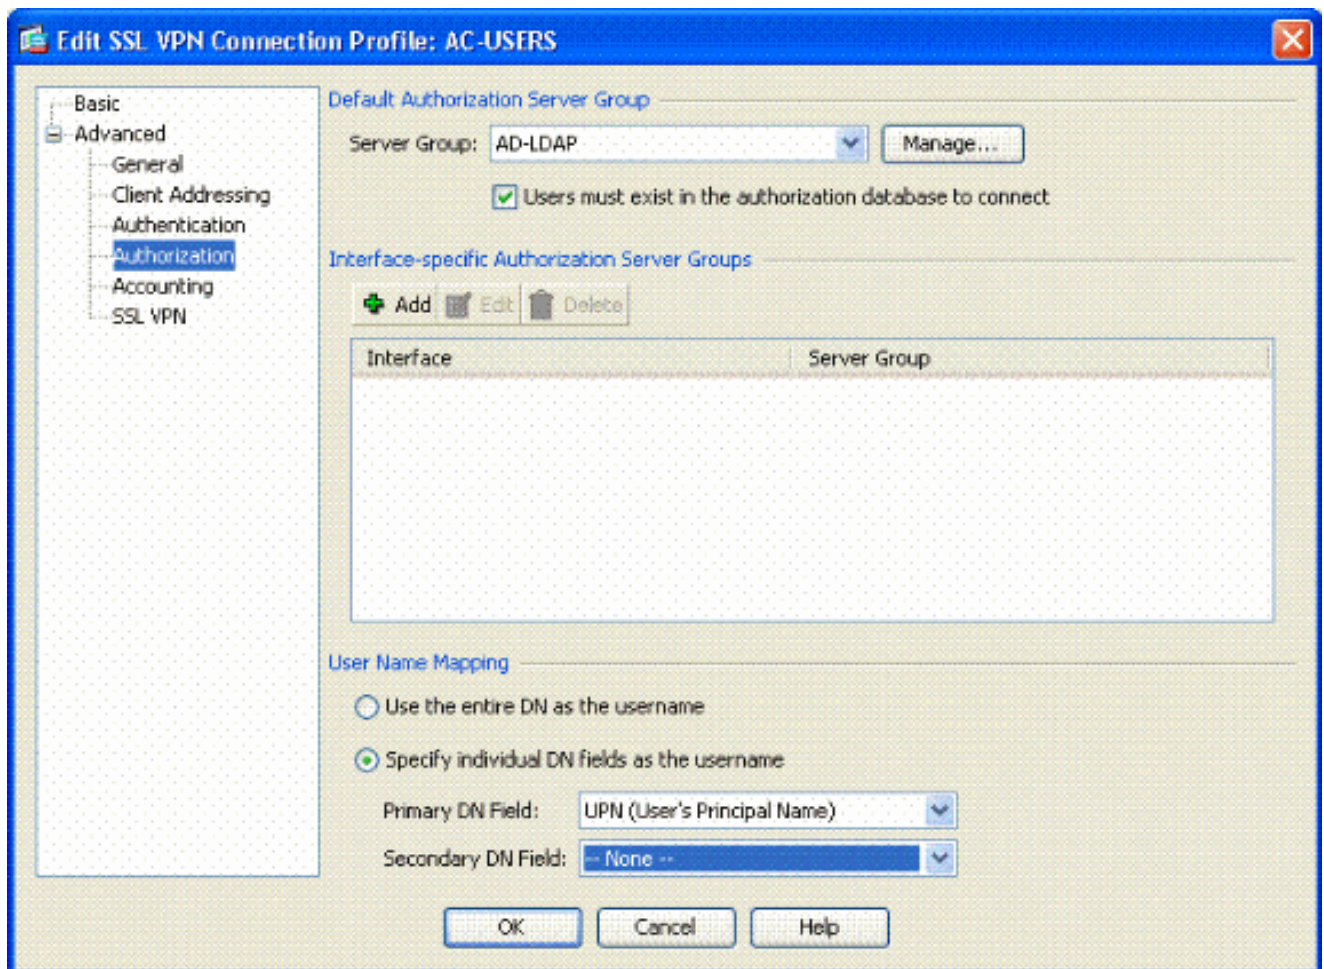 Edit SSL VPN Connection Profile: AC-USERS
Basic
Advanced
General
Client Addressing
Authentication
Authorization
Accounting
SSL VPN
Default Authorization Server Group
Server Group: AD-LDAP Manage...
Users must exist in the authorization database to connect
Interface-specific Authorization Server Groups
Add Edit Delete
Interface Server Group
User Name Mapping
Use the entire DN as the username
Specify individual DN fields as the username
Primary DN Field: UPN (User's Principal Name)
Secondary DN Field: -- None --
OK Cancel Help